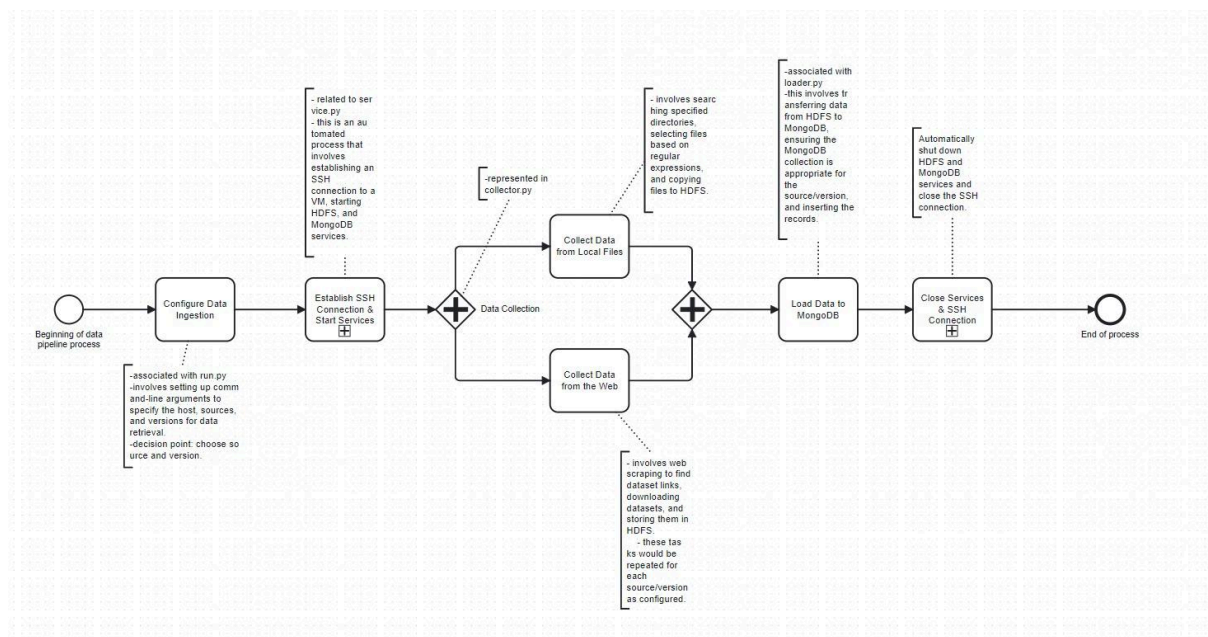 Beginning of data
pipeline process
Configure Data
Ingestion
-associated with run.py
-involves setting up comm
and-line arguments to
specify the host, sources,
and versions for data
retrieval.
-decision point: choose so
urce and version.
- related to ser
vice.py
- this is an au
tomated
process that
involves
establishing an
SSH
connection to a
VM, starting
HDFS, and
MongoDB
services.
Establish SSH
Connection &
Start Services
-represented in
collector.py
Data Collection
- involves searc
hing specified
directories,
selecting files
based on
regular
expressions,
and copying
files to HDFS.
Collect Data
from Local Files
Collect Data
from the Web
- involves web
scraping to find
dataset links,
downloading
datasets, and
storing them in
HDFS.
- these tas
ks would be
repeated for
each
source/version
as configured.
-associated with
loader.py
-this involves tr
ansferring data
from HDFS to
MongoDB,
ensuring the
MongoDB
collection is
appropriate for
the
source/version,
and inserting the
records.
Load Data to
MongoDB
Automatically
shut down
HDFS and
MongoDB
services and
close the SSH
connection.
Close Services
& SSH
Connection
End of process